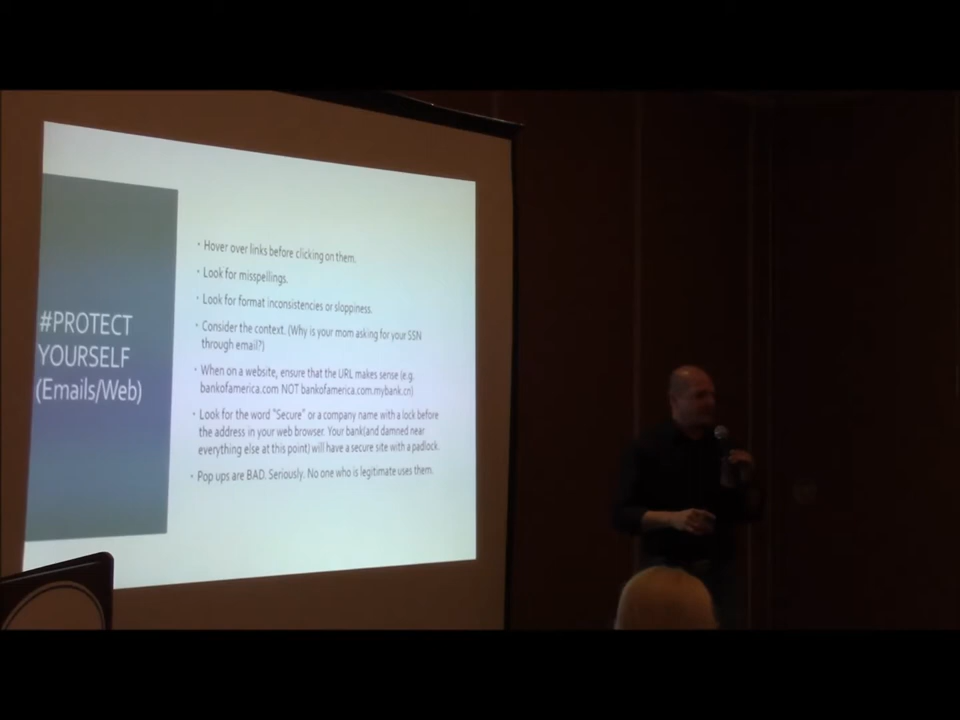 #PROTECT
YOURSELF
(Emails/Web)
• Hover over links before clicking on them.
• Look for misspellings.
• Look for format inconsistencies or sloppiness.
• Consider the context. (Why is your mom asking for your SSN
through email?)
• When on a website, ensure that the URL makes sense (e.g.
bankofamerica.com NOT bankofamerica.com.mybank.cn)
• Look for the word "Secure" or a company name with a lock before
the address in your web browser. Your bank(and damned near
everything else at this point) will have a secure site with a padlock.
• Pop ups are BAD. Seriously. No one who is legitimate uses them.